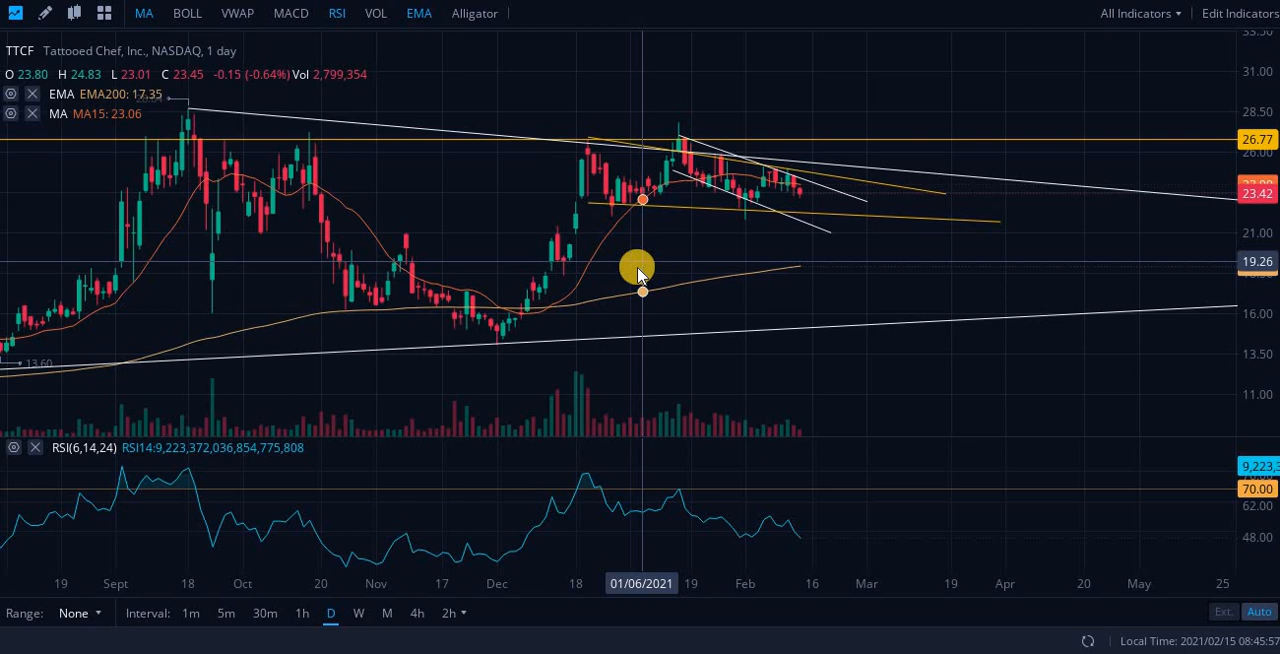 MA BOLL VWAP MACD RSI VOL EMA Alligator All Indicators Edit Indicators
33.50
TTCF Tattooed Chef, Inc., NASDAQ, 1 day
31.00
O 23.80 H 24.83 L 23.01 C 23.45 -0.15 (-0.64%) Vol 2,799,354
EMA EMA200: 17.35
28.50
MA MA15: 23.06
26.77
26.00
23.42
21.00
19.26
16.00
13.60
13.50
11.00
RSI(6,14,24) RSI14:9,223,372,036,854,775,808
9,223,3
70.00
62.00
48.00
19 Sept 18 Oct 20 Nov 17 Dec 18 01/06/2021 19 Feb 16 Mar 19 Apr 20 May 25
Range: None Interval: 1m 5m 30m 1h D W M 4h 2h Ext. Auto
Local Time: 2021/02/15 08:45:57